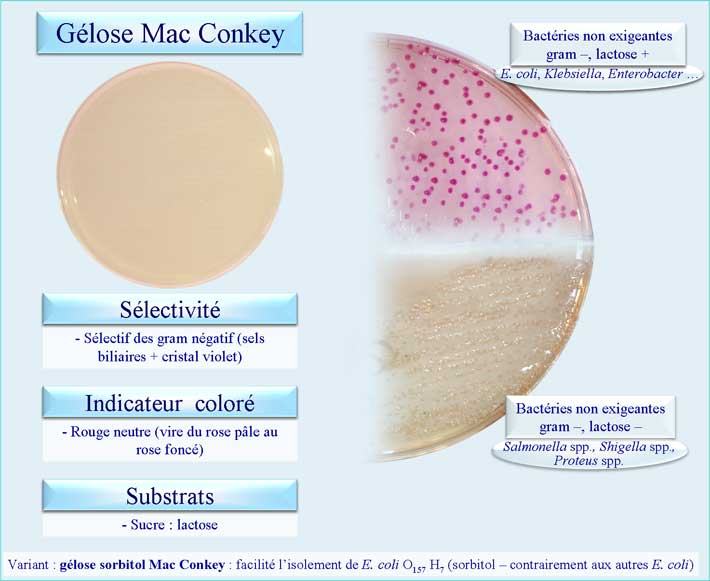 Gélose Mac Conkey
Bactéries non exigeantes
gram –, lactose +
E. coli, Klebsiella, Enterobacter …
Sélectivité
- Sélectif des gram négatif (sels
biliaires + cristal violet)
Indicateur coloré
- Rouge neutre (vire du rose pâle au
rose foncé)
Bactéries non exigeantes
gram –, lactose –
Salmonella spp., Shigella spp.,
Proteus spp.
Substrats
- Sucre : lactose
Variant : gélose sorbitol Mac Conkey : facilité l’isolement de E. coli O157 H7 (sorbitol – contrairement aux autres E. coli)